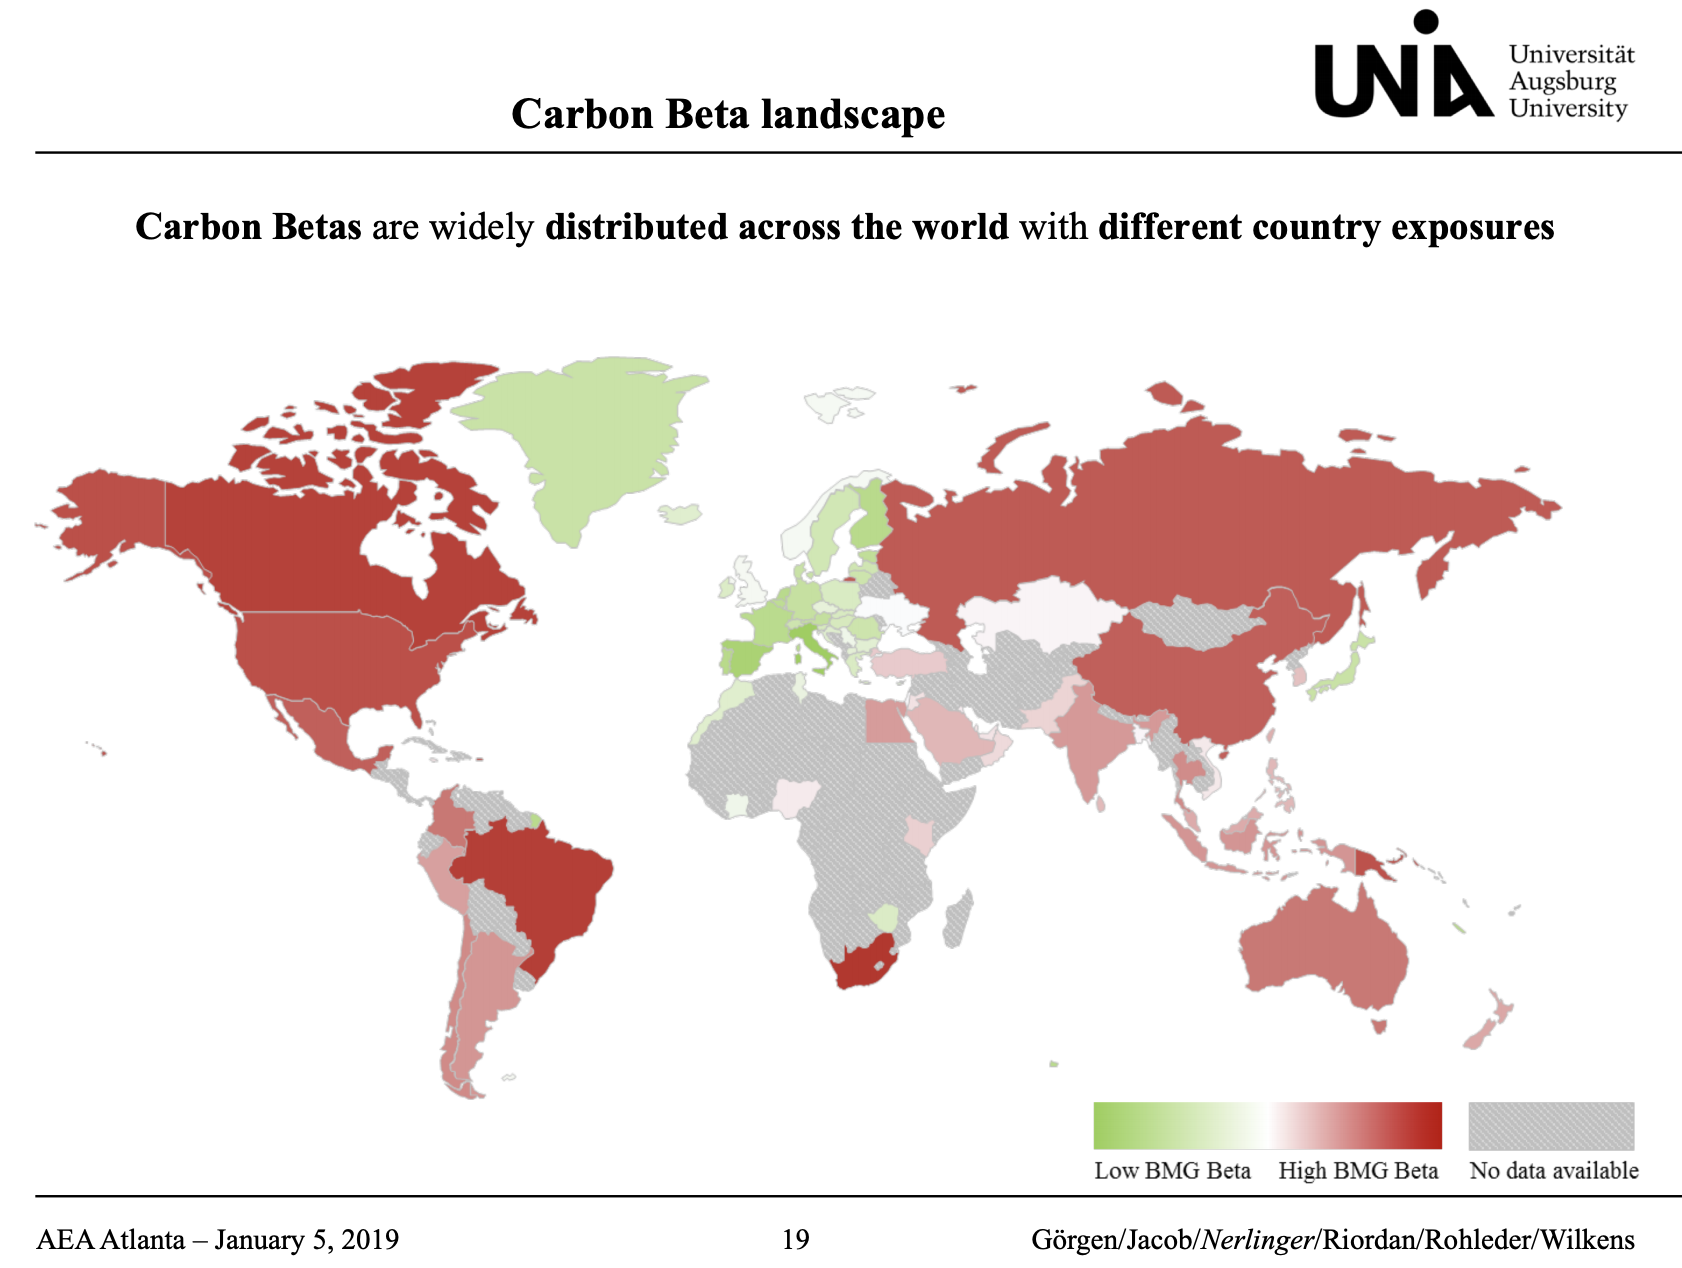 UNIA
Universität
Augsburg
University
Carbon Beta landscape
Carbon Betas are widely distributed across the world with different country exposures
Low BMG Beta
High BMG Beta
No data available
AEA Atlanta – January 5, 2019
19
Görgen/Jacob/Nerlinger/Riordan/Rohleder/Wilkens